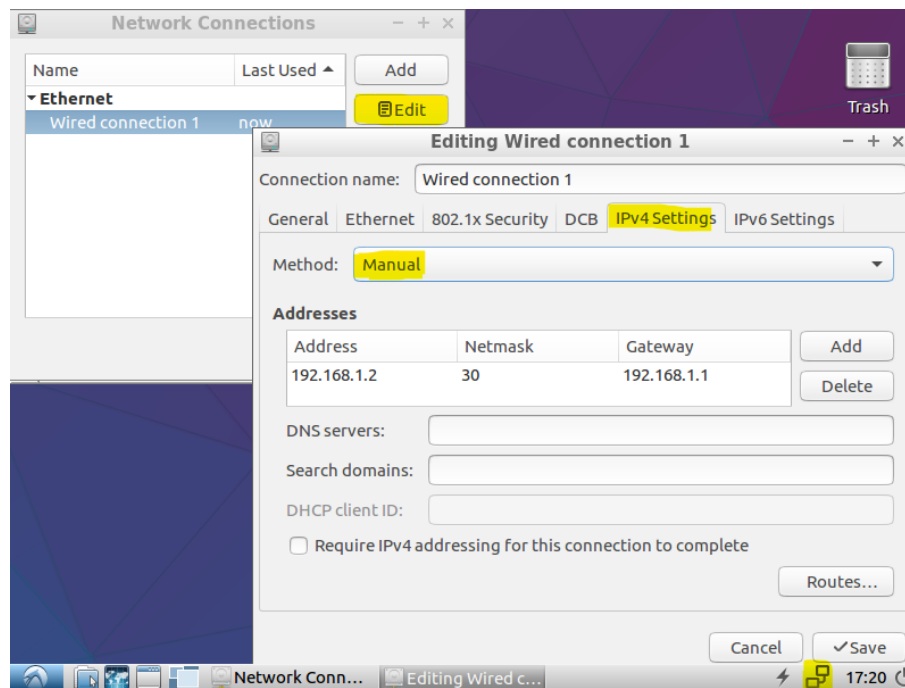 Network Connections
Name Last Used Add
Ethernet Edit
Wired connection 1 now
Trash
Editing Wired connection 1
Connection name: Wired connection 1
General Ethernet 802.1x Security DCB IPv4 Settings IPv6 Settings
Method: Manual
Addresses
Address Netmask Gateway Add
192.168.1.2 30 192.168.1.1
Delete
DNS servers:
Search domains:
DHCP client ID:
Require IPv4 addressing for this connection to complete
Routes...
Cancel Save
Network Conn... Editing Wired c... 17:20